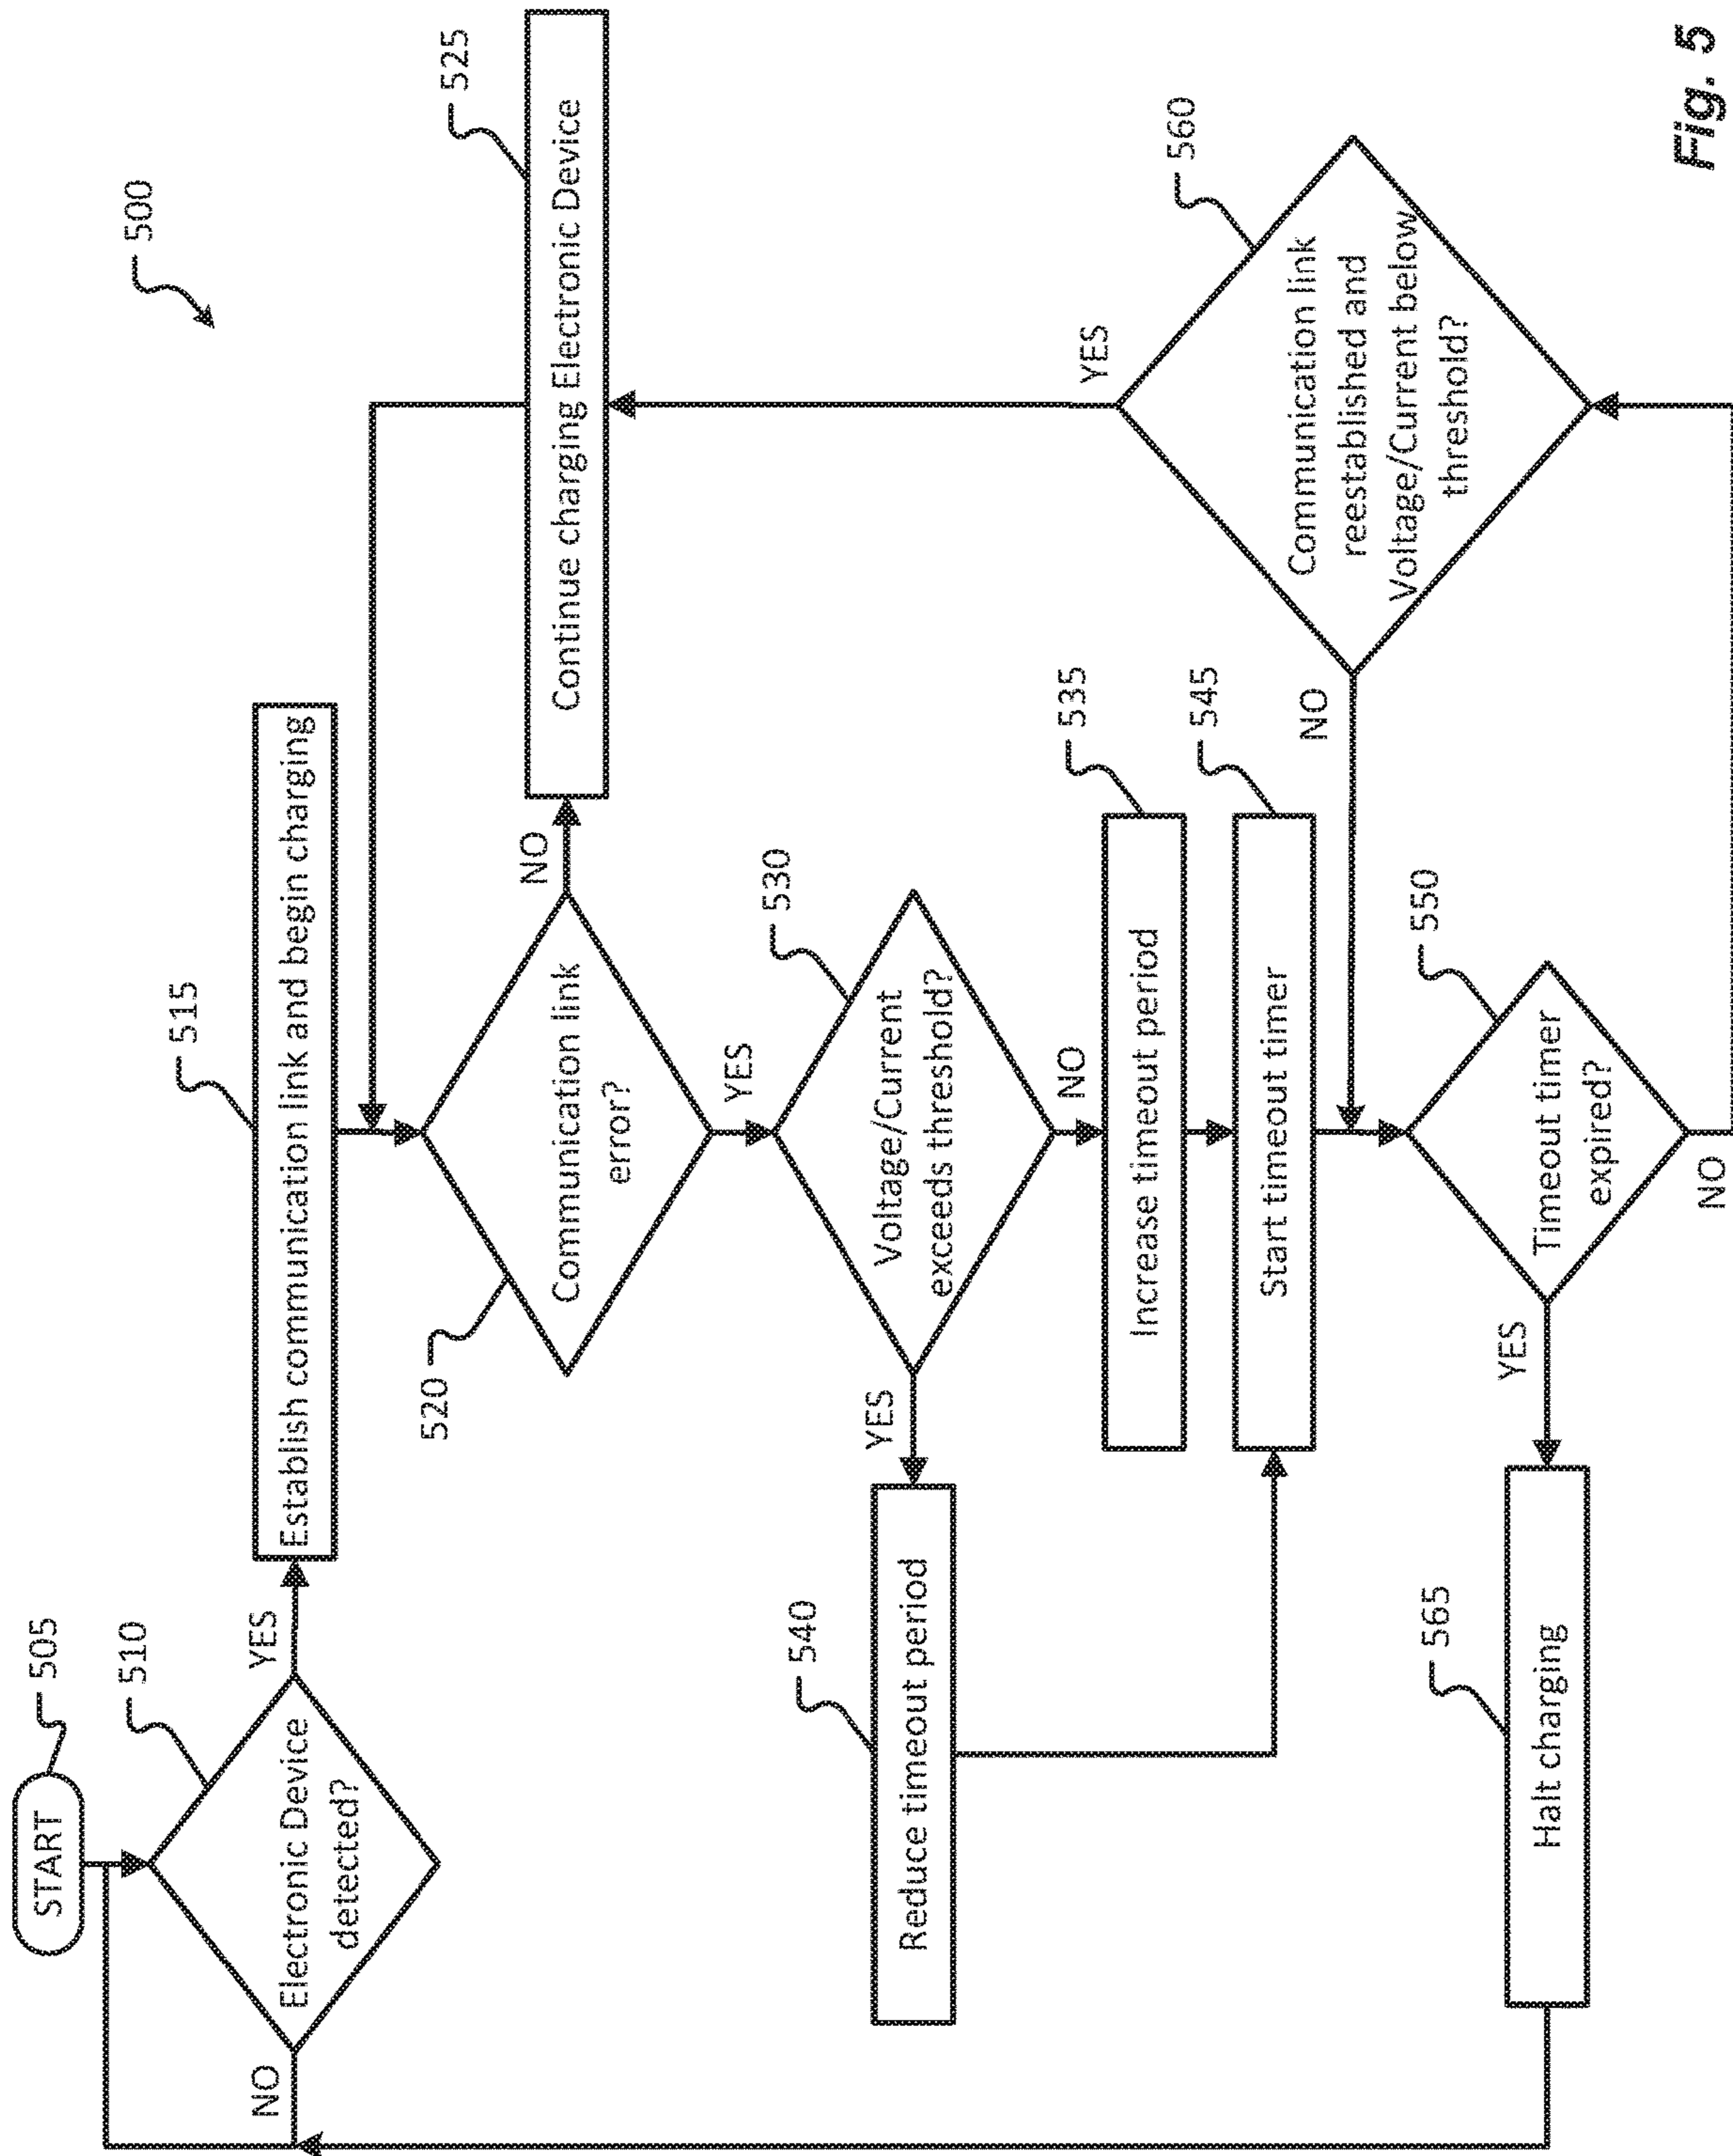 500
START
505
Electronic Device
detected?
510
NO
YES
Establish communication link and begin charging
515
Communication link
error?
520
NO
YES
Continue charging Electronic Device
525
Voltage/Current
exceeds threshold?
530
YES
NO
Reduce timeout period
540
Increase timeout period
535
Start timeout timer
545
Timeout timer
expired?
550
YES
NO
Communication link
reestablished and
Voltage/Current below
threshold?
560
YES
NO
Halt charging
565
Fig. 5